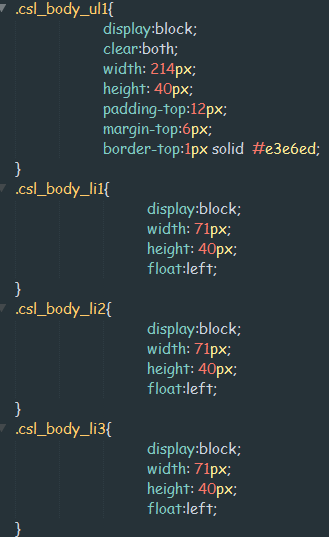 .csl_body_ul1{
display:block;
clear:both;
width: 214px;
height: 40px;
padding-top:12px;
margin-top:6px;
border-top:1px solid  #e3e6ed;
}
.csl_body_li1{
display:block;
width: 71px;
height: 40px;
float:left;
}
.csl_body_li2{
display:block;
width: 71px;
height: 40px;
float:left;
}
.csl_body_li3{
display:block;
width: 71px;
height: 40px;
float:left;
}